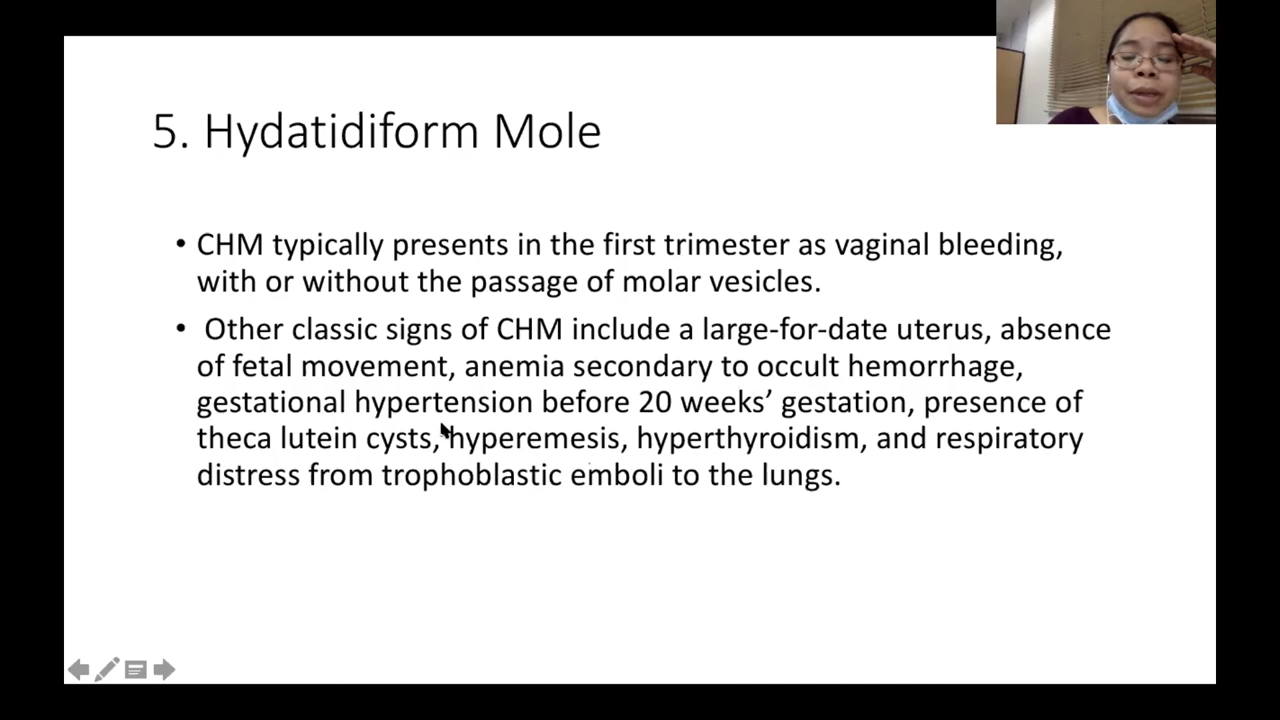 5. Hydatidiform Mole
• CHM typically presents in the first trimester as vaginal bleeding,
with or without the passage of molar vesicles.
• Other classic signs of CHM include a large-for-date uterus, absence
of fetal movement, anemia secondary to occult hemorrhage,
gestational hypertension before 20 weeks’ gestation, presence of
theca lutein cysts, hyperemesis, hyperthyroidism, and respiratory
distress from trophoblastic emboli to the lungs.